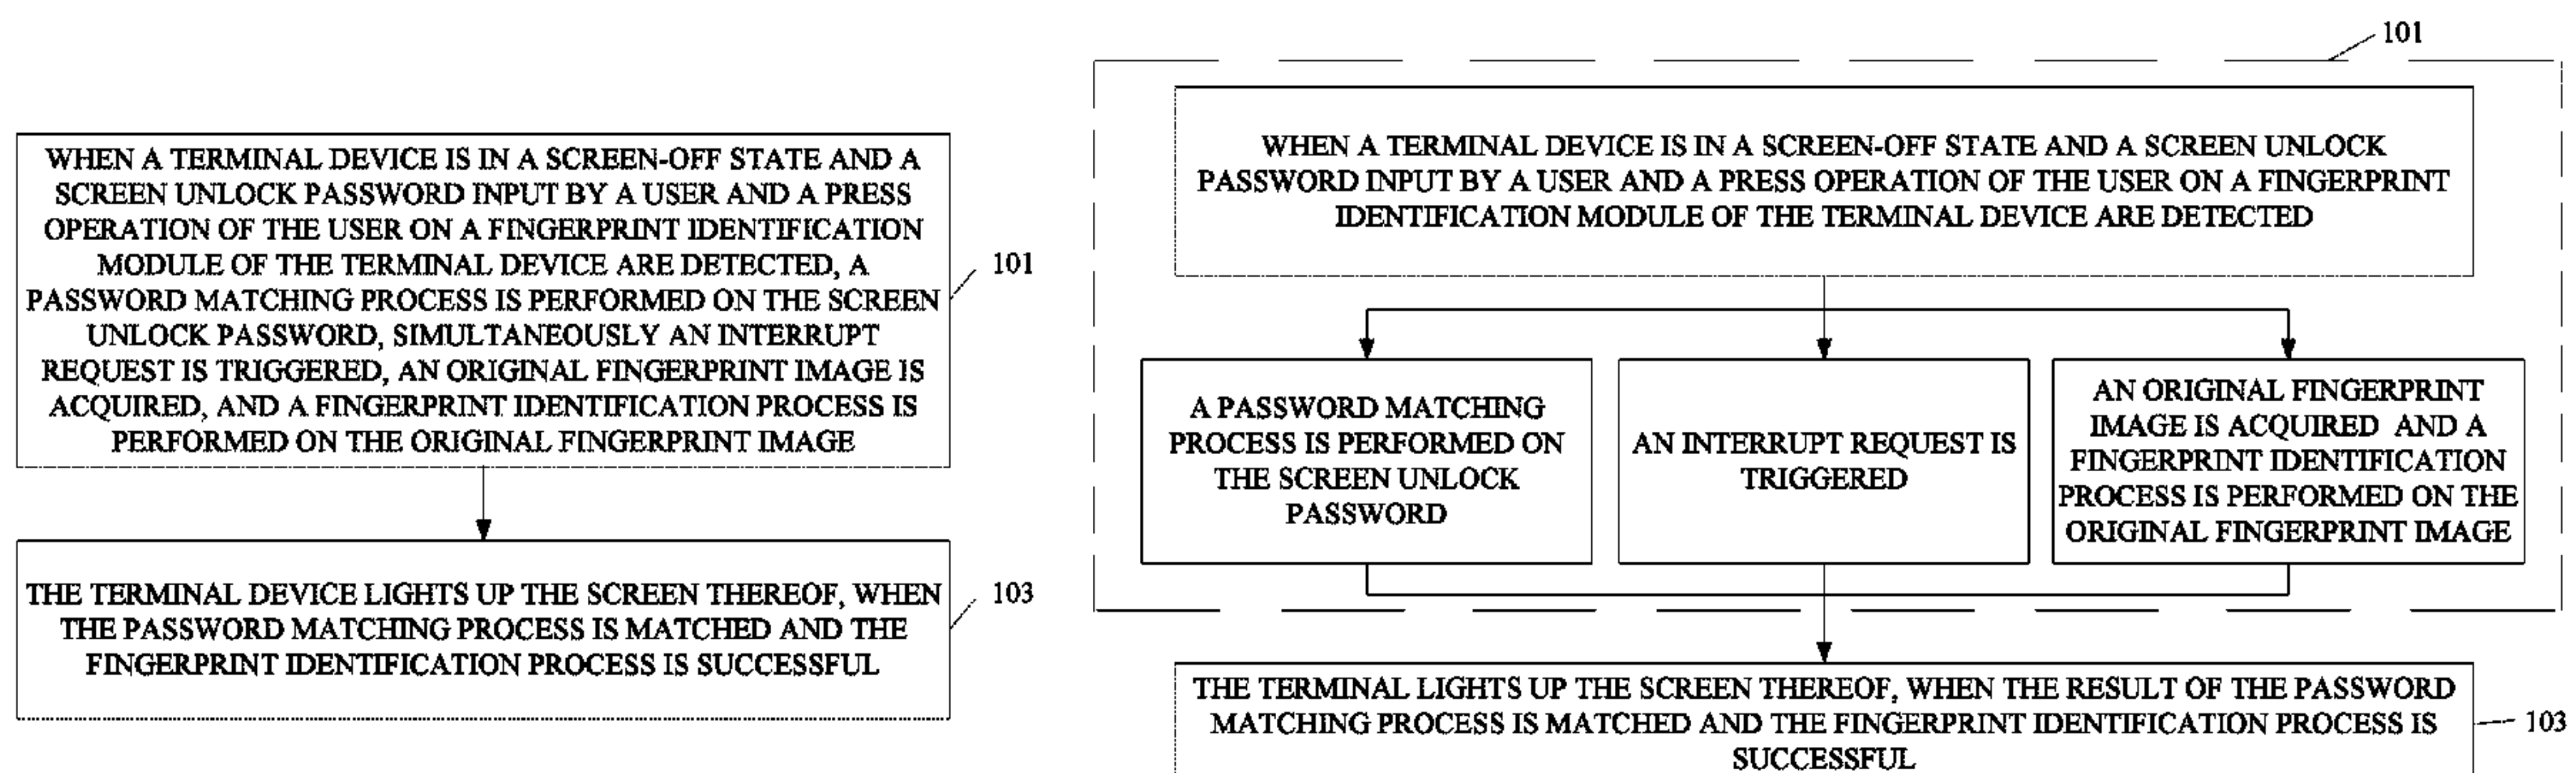 WHEN A TERMINAL DEVICE IS IN A SCREEN-OFF STATE AND A
SCREEN UNLOCK PASSWORD INPUT BY A USER AND A PRESS
OPERATION OF THE USER ON A FINGERPRINT IDENTIFICATION
MODULE OF THE TERMINAL DEVICE ARE DETECTED, A
PASSWORD MATCHING PROCESS IS PERFORMED ON THE SCREEN
UNLOCK PASSWORD, SIMULTANEOUSLY AN INTERRUPT
REQUEST IS TRIGGERED, AN ORIGINAL FINGERPRINT IMAGE IS
ACQUIRED, AND A FINGERPRINT IDENTIFICATION PROCESS IS
PERFORMED ON THE ORIGINAL FINGERPRINT IMAGE
101
THE TERMINAL DEVICE LIGHTS UP THE SCREEN THEREOF, WHEN
THE PASSWORD MATCHING PROCESS IS MATCHED AND THE
FINGERPRINT IDENTIFICATION PROCESS IS SUCCESSFUL
103
101
WHEN A TERMINAL DEVICE IS IN A SCREEN-OFF STATE AND A SCREEN UNLOCK
PASSWORD INPUT BY A USER AND A PRESS OPERATION OF THE USER ON A FINGERPRINT
IDENTIFICATION MODULE OF THE TERMINAL DEVICE ARE DETECTED
A PASSWORD MATCHING
PROCESS IS PERFORMED ON
THE SCREEN UNLOCK
PASSWORD
AN INTERRUPT REQUEST IS
TRIGGERED
AN ORIGINAL FINGERPRINT
IMAGE IS ACQUIRED AND A
FINGERPRINT IDENTIFICATION
PROCESS IS PERFORMED ON THE
ORIGINAL FINGERPRINT IMAGE
THE TERMINAL LIGHTS UP THE SCREEN THEREOF, WHEN THE RESULT OF THE PASSWORD
MATCHING PROCESS IS MATCHED AND THE FINGERPRINT IDENTIFICATION PROCESS IS
SUCCESSFUL
103